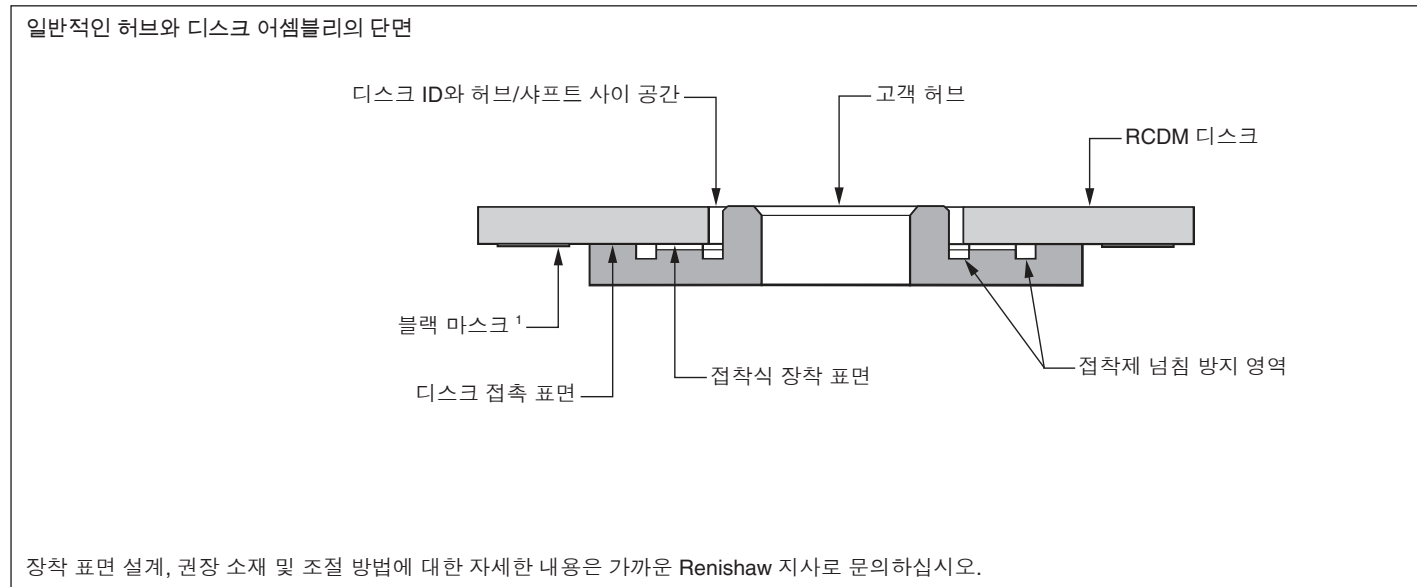 일반적인 허브와 디스크 어셈블리의 단면
디스크 ID와 허브/샤프트 사이 공간
고객 허브
RCDM 디스크
블랙 마스크 ¹
접착식 장착 표면
접착제 넘침 방지 영역
디스크 접촉 표면
장착 표면 설계, 권장 소재 및 조절 방법에 대한 자세한 내용은 가까운 Renishaw 지사로 문의하십시오.